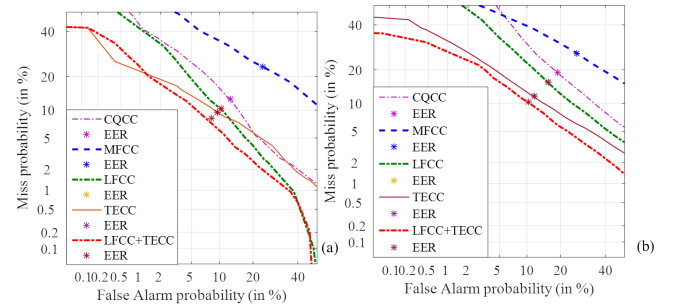 (a)
Miss probability (in %)
40
20
10
5
2
1
0.5
0.2
0.1
CQCC
EER
MFCC
EER
LFCC
EER
TECC
EER
LFCC+TECC
EER
0.1 0.2 0.5 1 2 5 10 20 40
False Alarm probability (in %)
(b)
Miss probability (in %)
40
20
10
5
2
1
0.5
0.2
0.1
CQCC
EER
MFCC
EER
LFCC
EER
TECC
EER
LFCC+TECC
EER
0.1 0.2 0.5 1 2 5 10 20 40
False Alarm probability (in %)